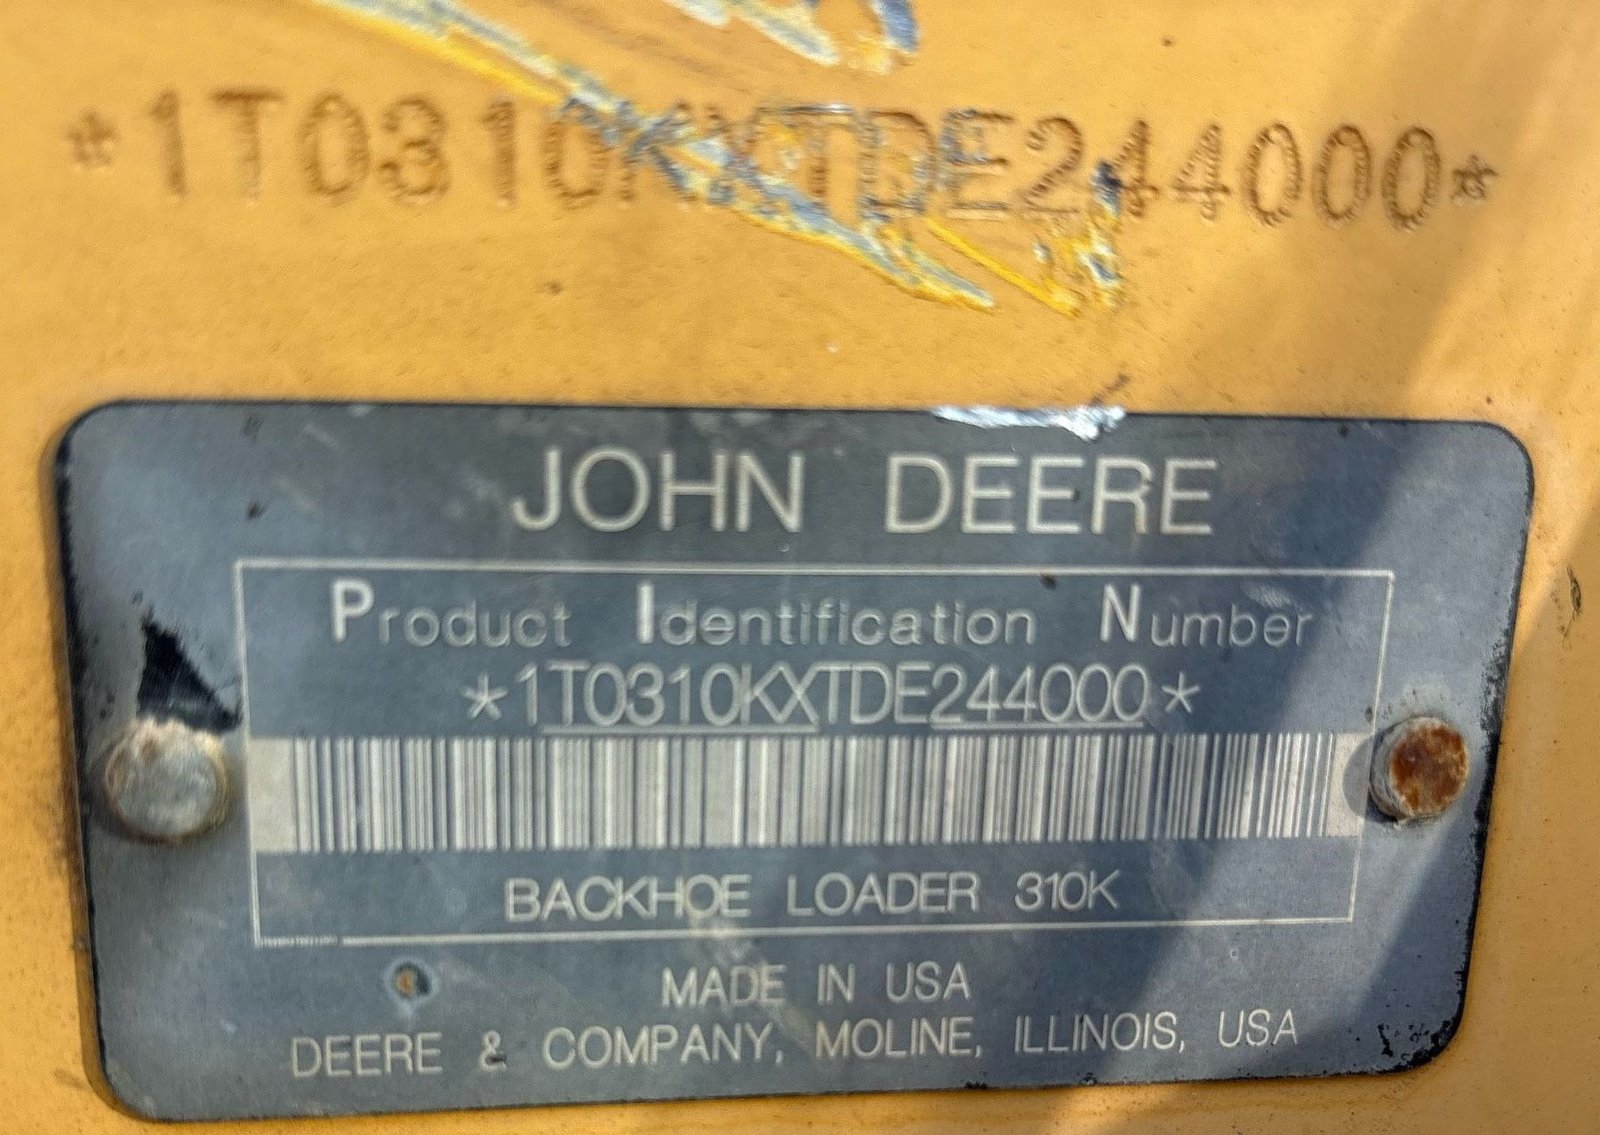 *1T0310KXTDE244000*
JOHN DEERE
Product Identification Number
*1T0310KXTDE244000*
BACKHOE LOADER 310K
MADE IN USA
DEERE & COMPANY, MOLINE, ILLINOIS, USA